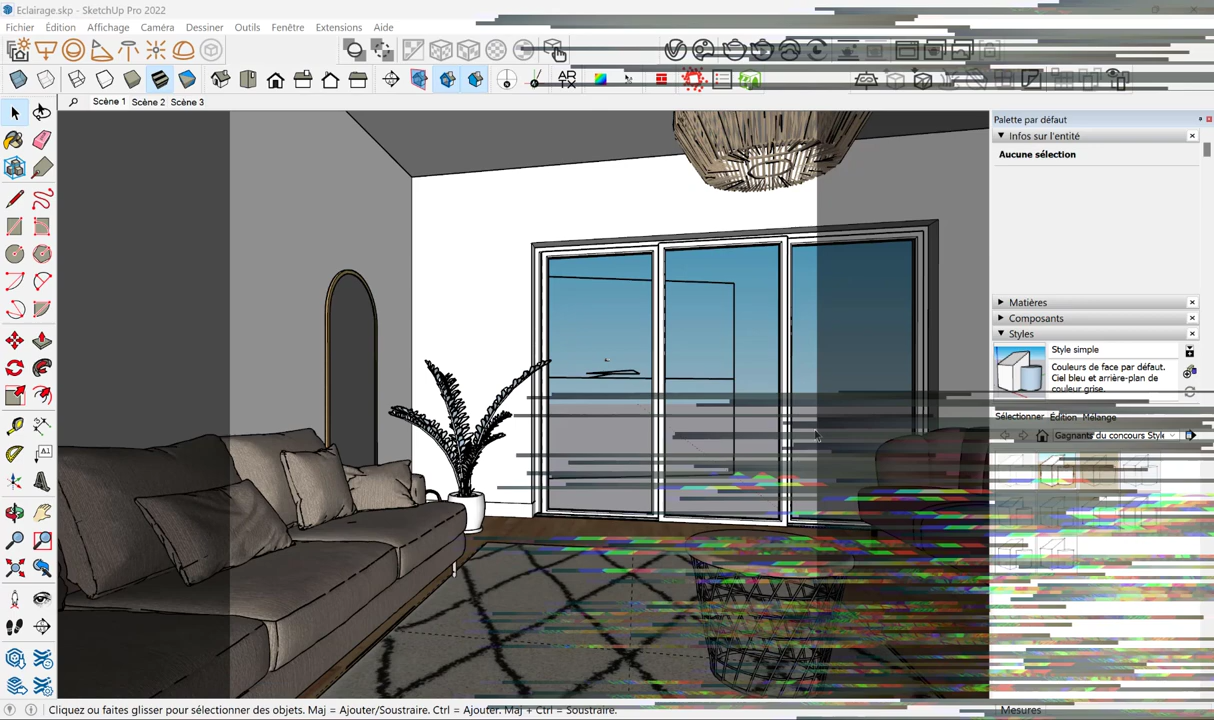 Eclairage.skp - SketchUp Pro 2022
Fichier Édition Affichage Caméra Dessiner Outils Fenêtre Extensions Aide
Scène 1 Scène 2 Scène 3
Palette par défaut
Infos sur l'entité
Aucune sélection
Matières
Composants
Styles
Style simple
Couleurs de face par défaut.
Ciel bleu et arrière-plan de
couleur grise.
Sélectionner Édition Mélange
Gagnants du concours Style
Cliquez ou faites glisser pour sélectionner des objets. Maj = Ajouter/Soustraire. Ctrl = Ajouter. Maj + Ctrl = Soustraire.
Mesures